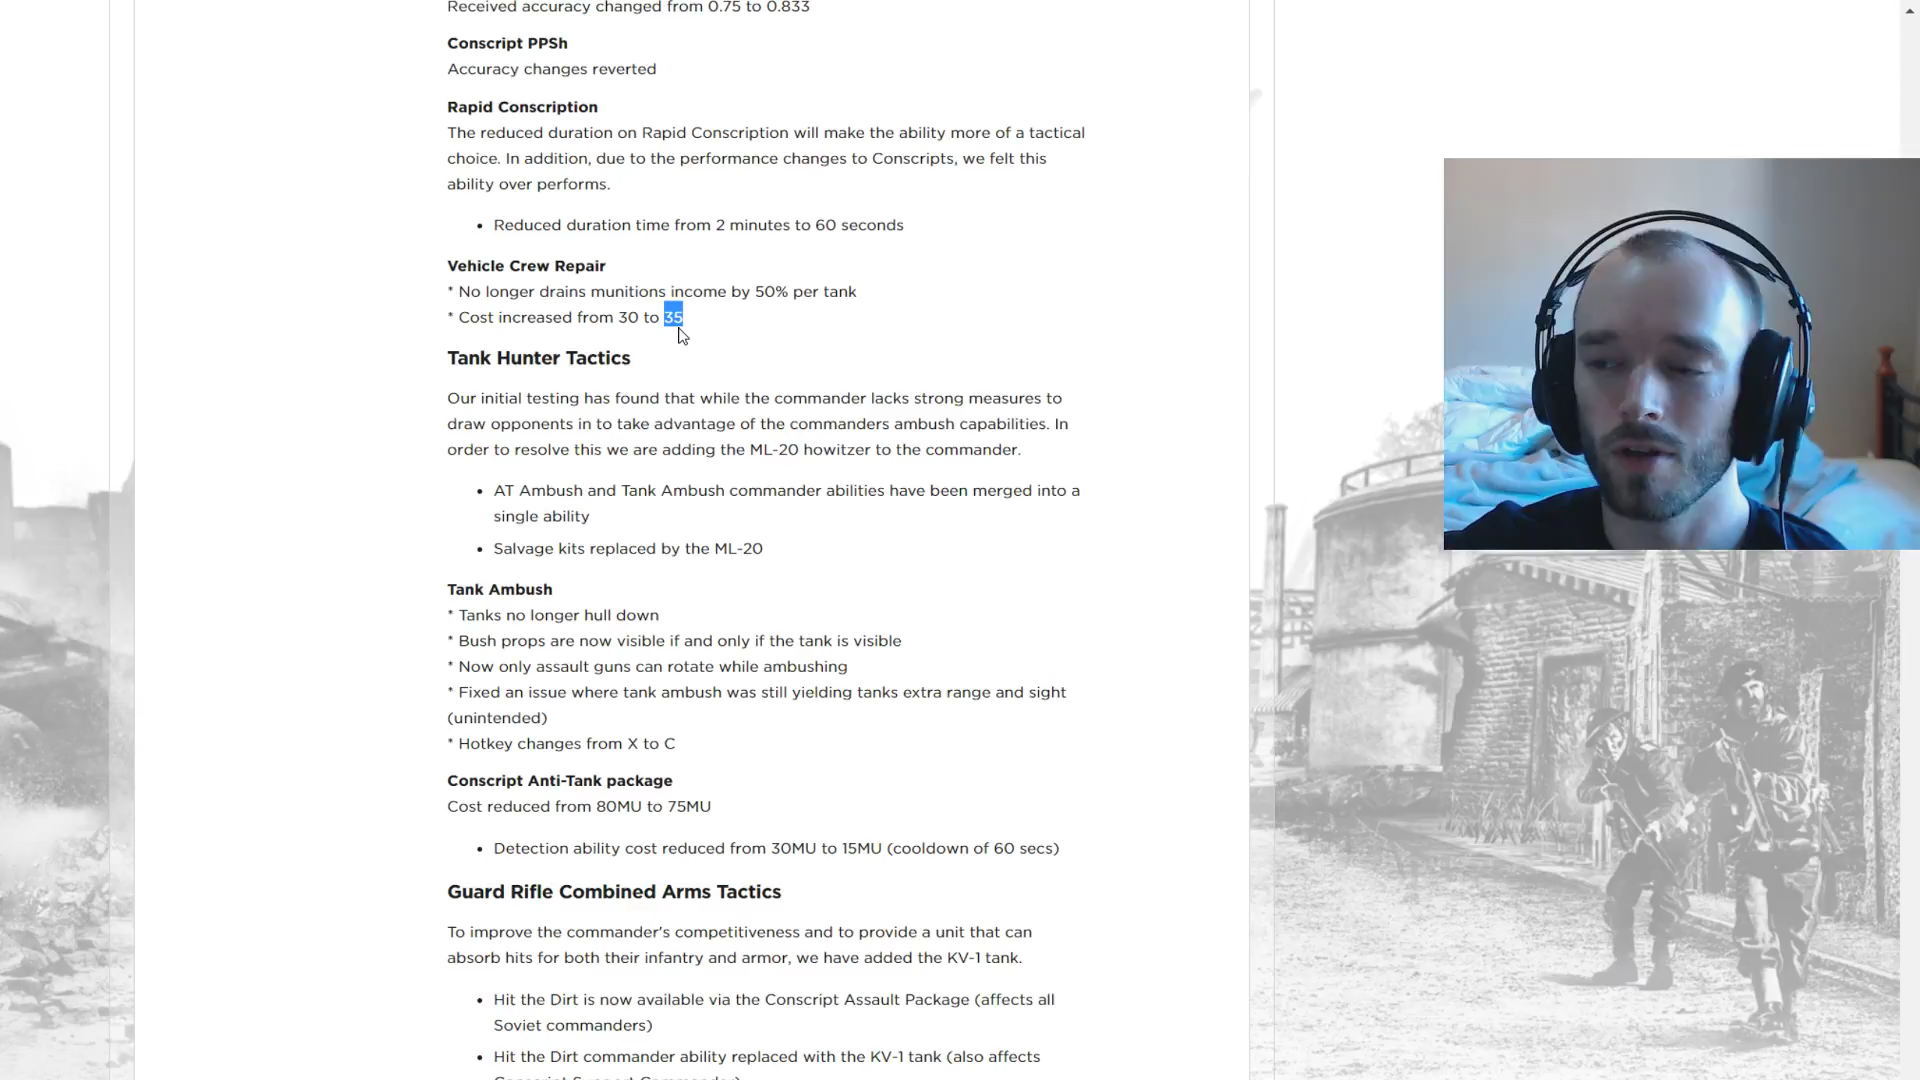 Received accuracy changed from 0.75 to 0.833
Conscript PPSh
Accuracy changes reverted
Rapid Conscription
The reduced duration on Rapid Conscription will make the ability more of a tactical
choice. In addition, due to the performance changes to Conscripts, we felt this
ability over performs.
• Reduced duration time from 2 minutes to 60 seconds
Vehicle Crew Repair
* No longer drains munitions income by 50% per tank
* Cost increased from 30 to 35
Tank Hunter Tactics
Our initial testing has found that while the commander lacks strong measures to
draw opponents in to take advantage of the commanders ambush capabilities. In
order to resolve this we are adding the ML-20 howitzer to the commander.
• AT Ambush and Tank Ambush commander abilities have been merged into a
single ability
• Salvage kits replaced by the ML-20
Tank Ambush
* Tanks no longer hull down
* Bush props are now visible if and only if the tank is visible
* Now only assault guns can rotate while ambushing
* Fixed an issue where tank ambush was still yielding tanks extra range and sight
(unintended)
* Hotkey changes from X to C
Conscript Anti-Tank package
Cost reduced from 80MU to 75MU
• Detection ability cost reduced from 30MU to 15MU (cooldown of 60 secs)
Guard Rifle Combined Arms Tactics
To improve the commander's competitiveness and to provide a unit that can
absorb hits for both their infantry and armor, we have added the KV-1 tank.
• Hit the Dirt is now available via the Conscript Assault Package (affects all
Soviet commanders)
• Hit the Dirt commander ability replaced with the KV-1 tank (also affects
Conscript Support Commander)